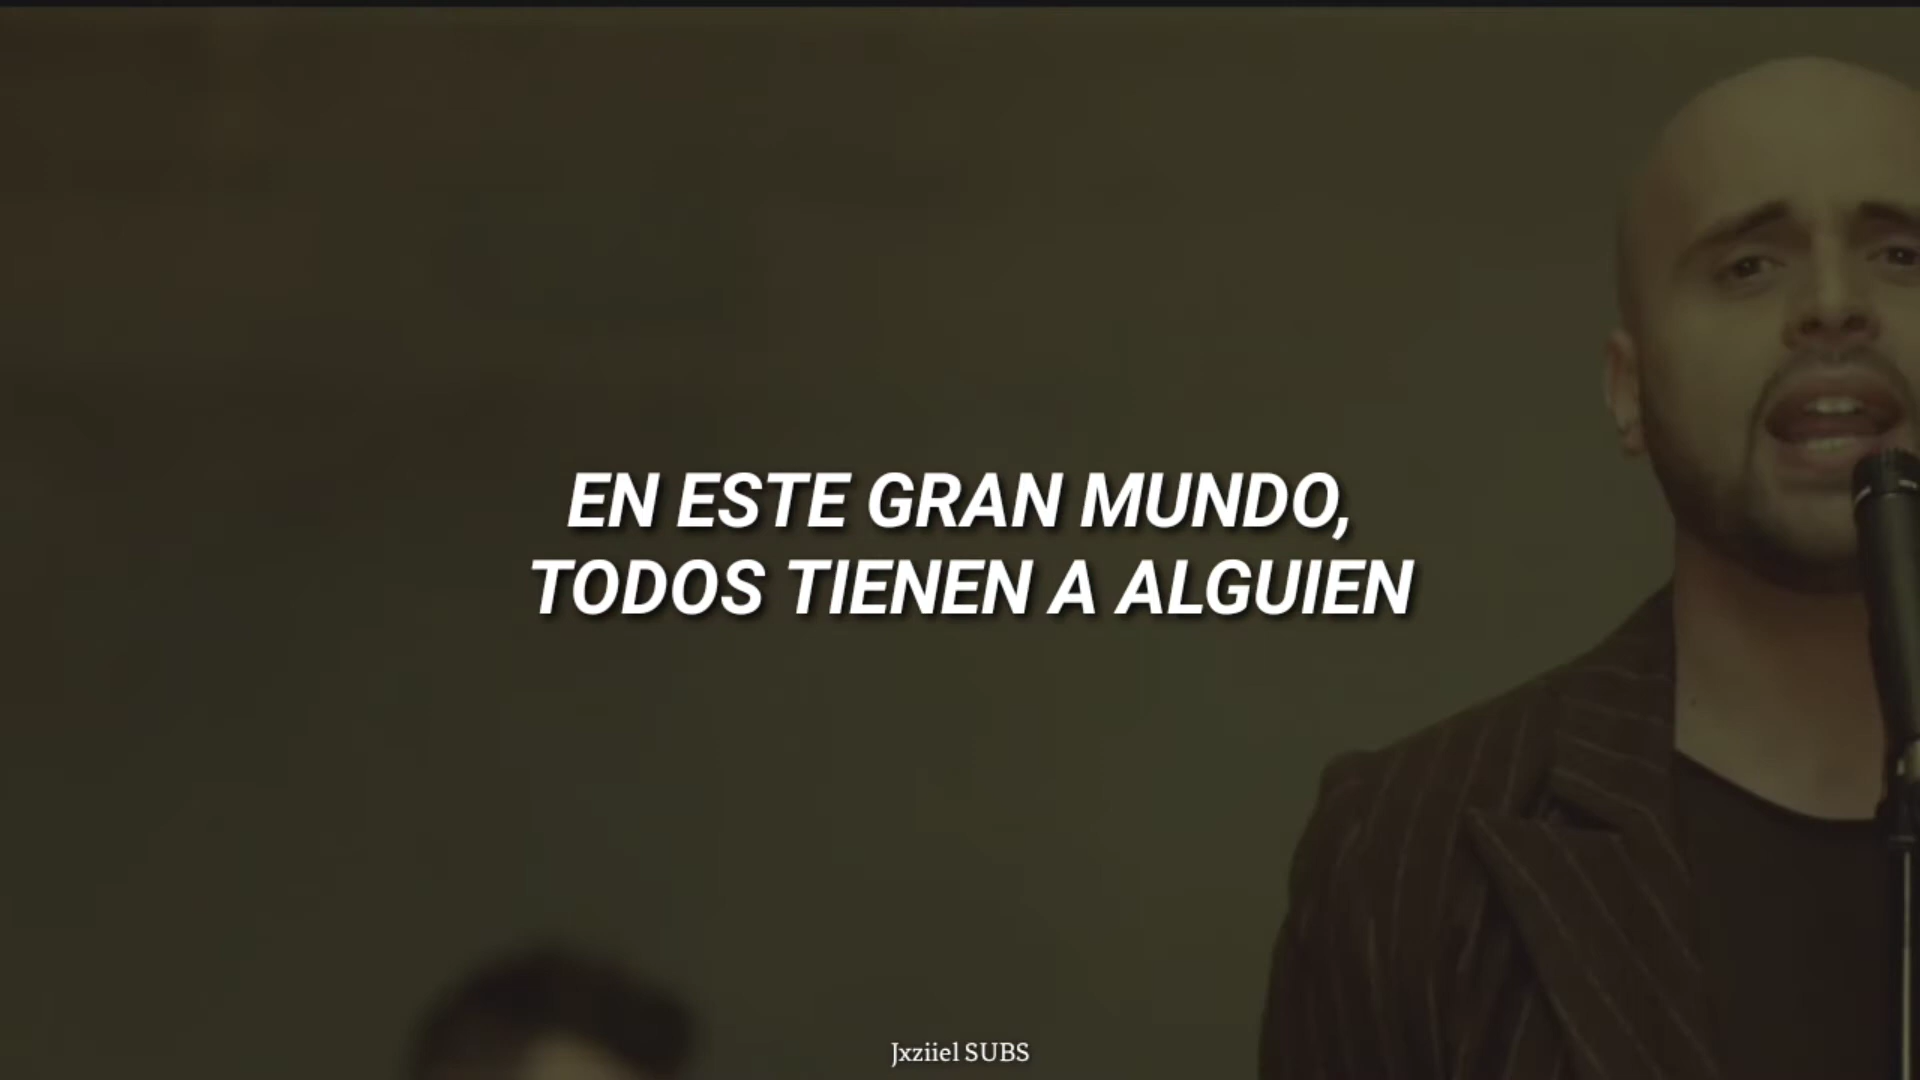 EN ESTE GRAN MUNDO,
TODOS TIENEN A ALGUIEN
Jxziiel SUBS